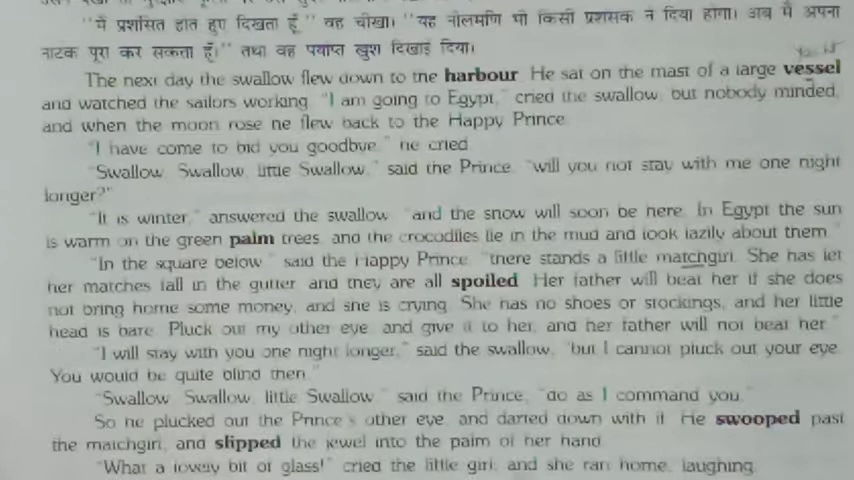 "मैं प्रशंसित होते हुए दिखता हूँ" वह चीखा। "यह नीलमणि भी किसी प्रशंसक ने दिया होगा। अब मैं अपना
नाटक पूरा कर सकता हूँ।" तथा वह पर्याप्त खुश दिखाई दिया।
The next day the swallow flew down to the harbour. He sat on the mast of a large vessel
and watched the sailors working. "I am going to Egypt," cried the swallow, but nobody minded,
and when the moon rose he flew back to the Happy Prince.
"I have come to bid you goodbye," he cried.
"Swallow, Swallow, little Swallow," said the Prince, "will you not stay with me one night
longer?"
"It is winter," answered the swallow, "and the snow will soon be here. In Egypt the sun
is warm on the green palm trees, and the crocodiles lie in the mud and look lazily about them."
"In the square below," said the Happy Prince, "there stands a little matchgirl. She has let
her matches fall in the gutter, and they are all spoiled. Her father will beat her if she does
not bring home some money, and she is crying. She has no shoes or stockings, and her little
head is bare. Pluck out my other eye, and give it to her, and her father will not beat her."
"I will stay with you one night longer," said the swallow, "but I cannot pluck out your eye.
You would be quite blind then."
"Swallow, Swallow, little Swallow," said the Prince, "do as I command you."
So he plucked out the Prince's other eye, and darted down with it. He swooped past
the matchgirl, and slipped the jewel into the palm of her hand.
"What a lovely bit of glass!" cried the little girl; and she ran home, laughing.